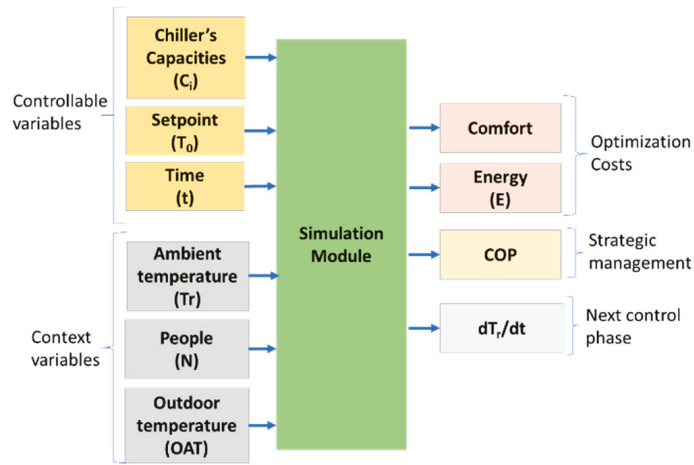 Controllable
variables
Chiller's
Capacities
(Cᵢ)
Setpoint
(T₀)
Time
(t)
Context
variables
Ambient
temperature
(Tr)
People
(N)
Outdoor
temperature
(OAT)
Simulation
Module
Comfort
Energy
(E)
Optimization
Costs
COP
Strategic
management
dTᵣ/dt
Next control
phase